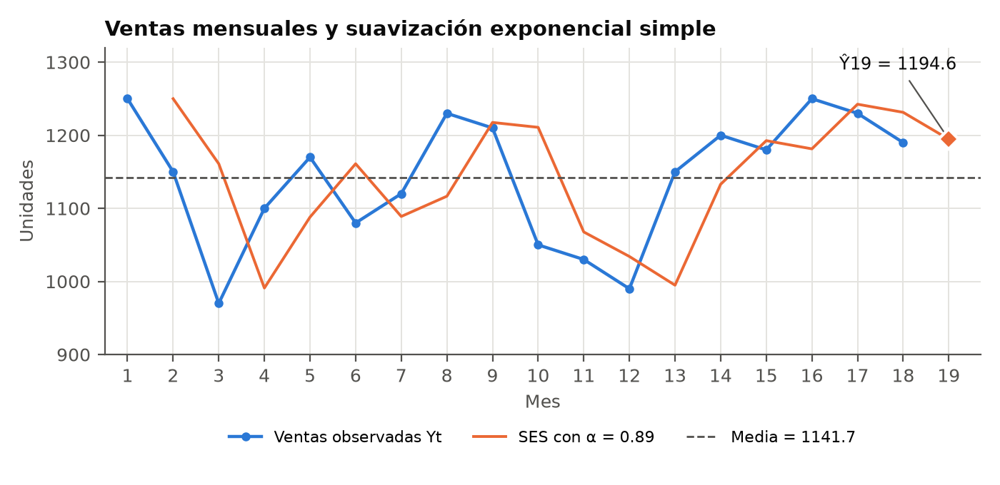 Ventas mensuales y suavización exponencial simple
Ŷ19 = 1194.6
1300
1200
1100
1000
900
Unidades
1 2 3 4 5 6 7 8 9 10 11 12 13 14 15 16 17 18 19
Mes
Ventas observadas Yt SES con α = 0.89 Media = 1141.7